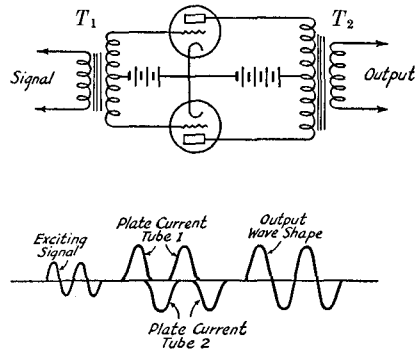 T1
T2
Signal
Output
Plate Current
Tube 1
Output
Wave Shape
Exciting
Signal
Plate Current
Tube 2